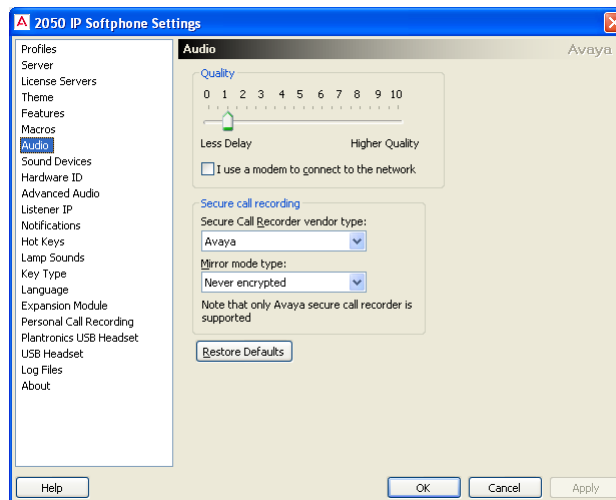 2050 IP Softphone Settings
Profiles
Server
License Servers
Theme
Features
Macros
Audio
Sound Devices
Hardware ID
Advanced Audio
Listener IP
Notifications
Hot Keys
Lamp Sounds
Key Type
Language
Expansion Module
Personal Call Recording
Plantronics USB Headset
USB Headset
Log Files
About
Audio
Avaya
Quality
0 1 2 3 4 5 6 7 8 9 10
Less Delay Higher Quality
I use a modem to connect to the network
Secure call recording
Secure Call Recorder vendor type:
Avaya
Mirror mode type:
Never encrypted
Note that only Avaya secure call recorder is
supported
Restore Defaults
Help
OK
Cancel
Apply